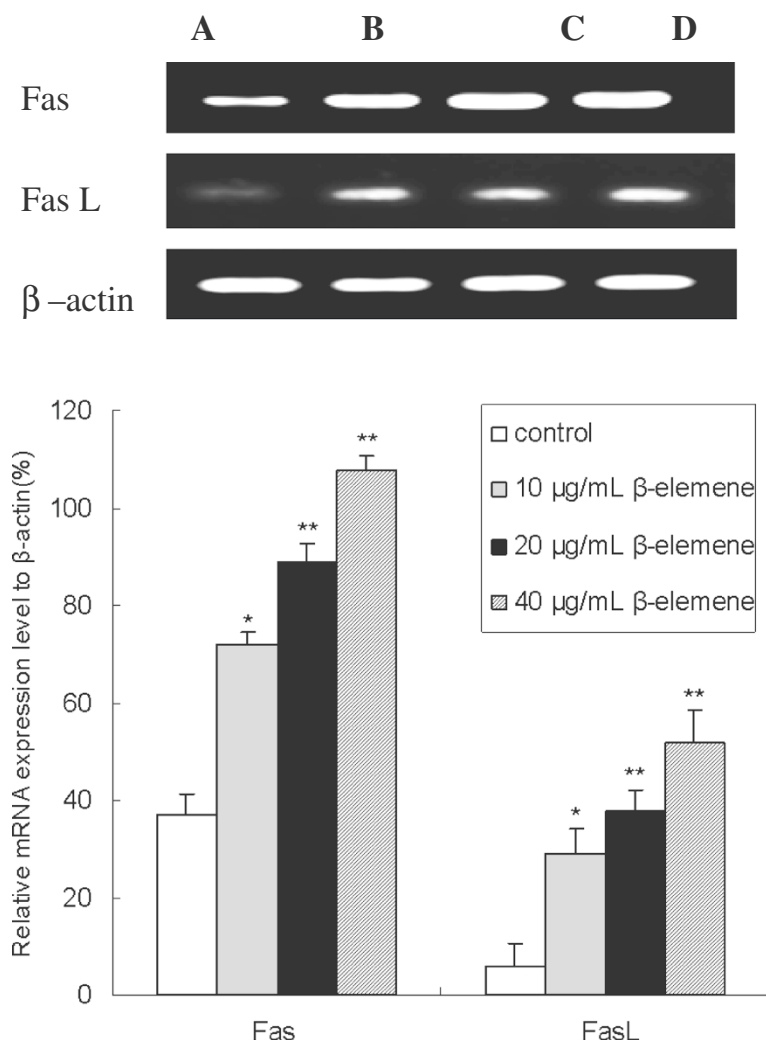 A B C D
Fas
Fas L
β –actin
Relative mRNA expression level to β-actin(%)
120
100
80
60
40
20
0
* ** **
* ** **
control
10 µg/mL β-elemene
20 µg/mL β-elemene
40 µg/mL β-elemene
Fas FasL